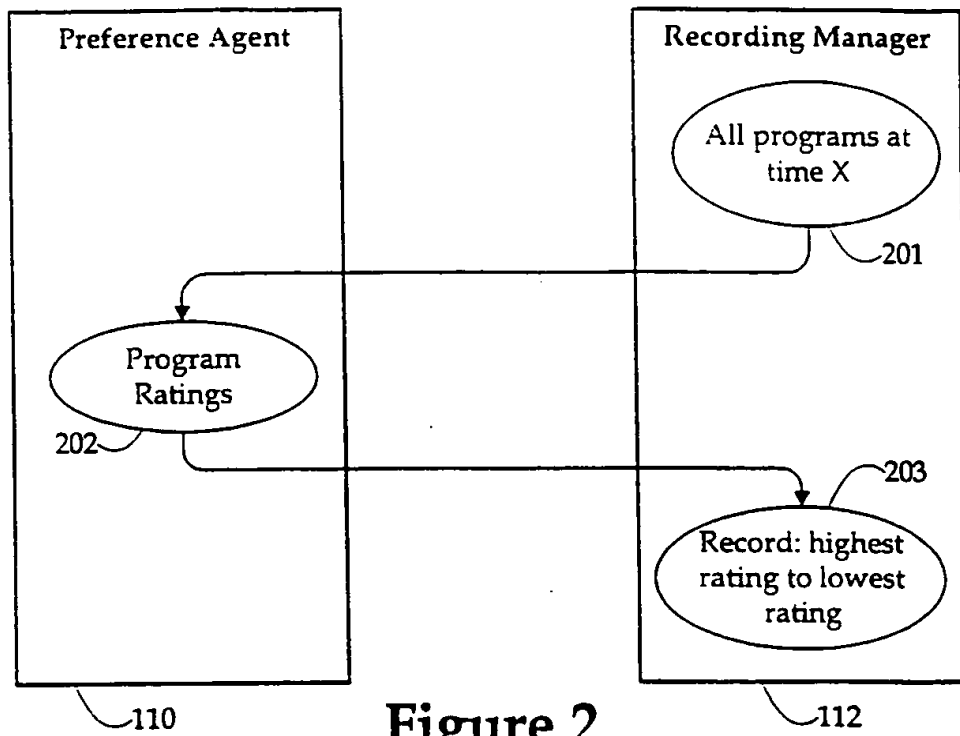 Preference Agent
Recording Manager
All programs at
time X
201
Program
Ratings
202
203
Record: highest
rating to lowest
rating
110
112
Figure 2